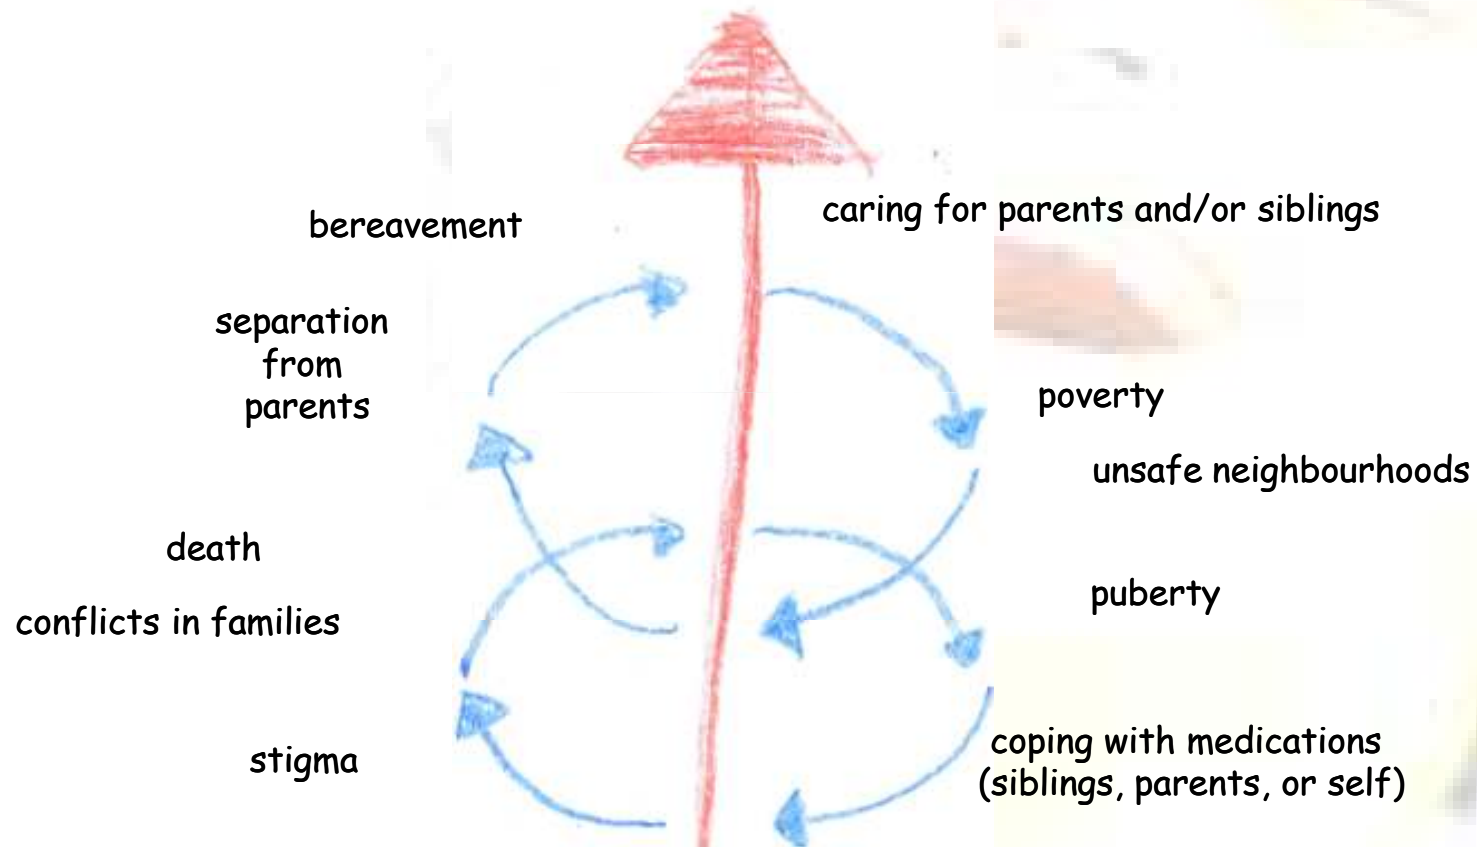 bereavement
caring for parents and/or siblings
separation
from
parents
poverty
unsafe neighbourhoods
death
puberty
conflicts in families
stigma
coping with medications
(siblings, parents, or self)